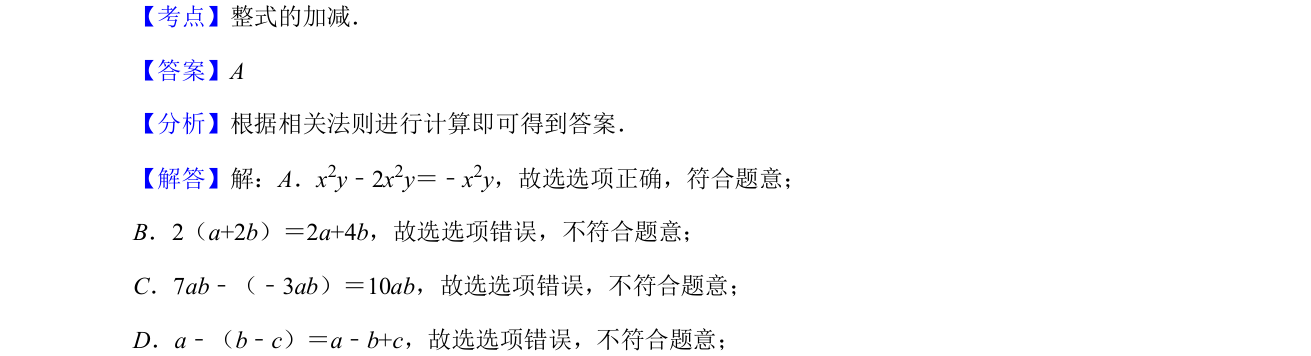 【考点】整式的加减．
【答案】A
【分析】根据相关法则进行计算即可得到答案．
【解答】解：A．x²y﹣2x²y＝﹣x²y，故选选项正确，符合题意；
B．2（a+2b）＝2a+4b，故选选项错误，不符合题意；
C．7ab﹣（﹣3ab）＝10ab，故选选项错误，不符合题意；
D．a﹣（b﹣c）＝a﹣b+c，故选选项错误，不符合题意；